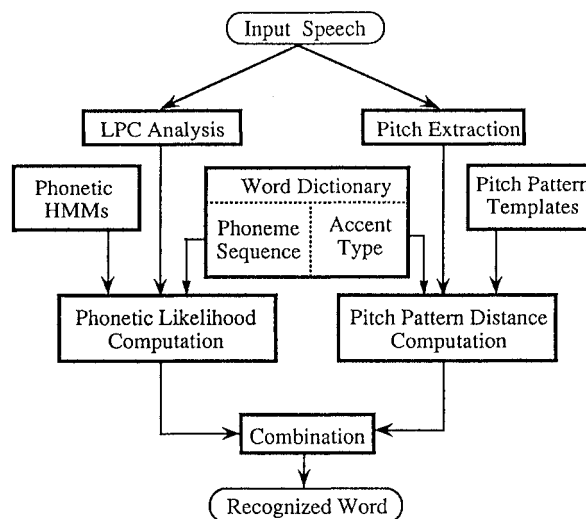 Input Speech
LPC Analysis
Pitch Extraction
Phonetic
HMMs
Word Dictionary
Phoneme
Sequence
Accent
Type
Pitch Pattern
Templates
Phonetic Likelihood
Computation
Pitch Pattern Distance
Computation
Combination
Recognized Word